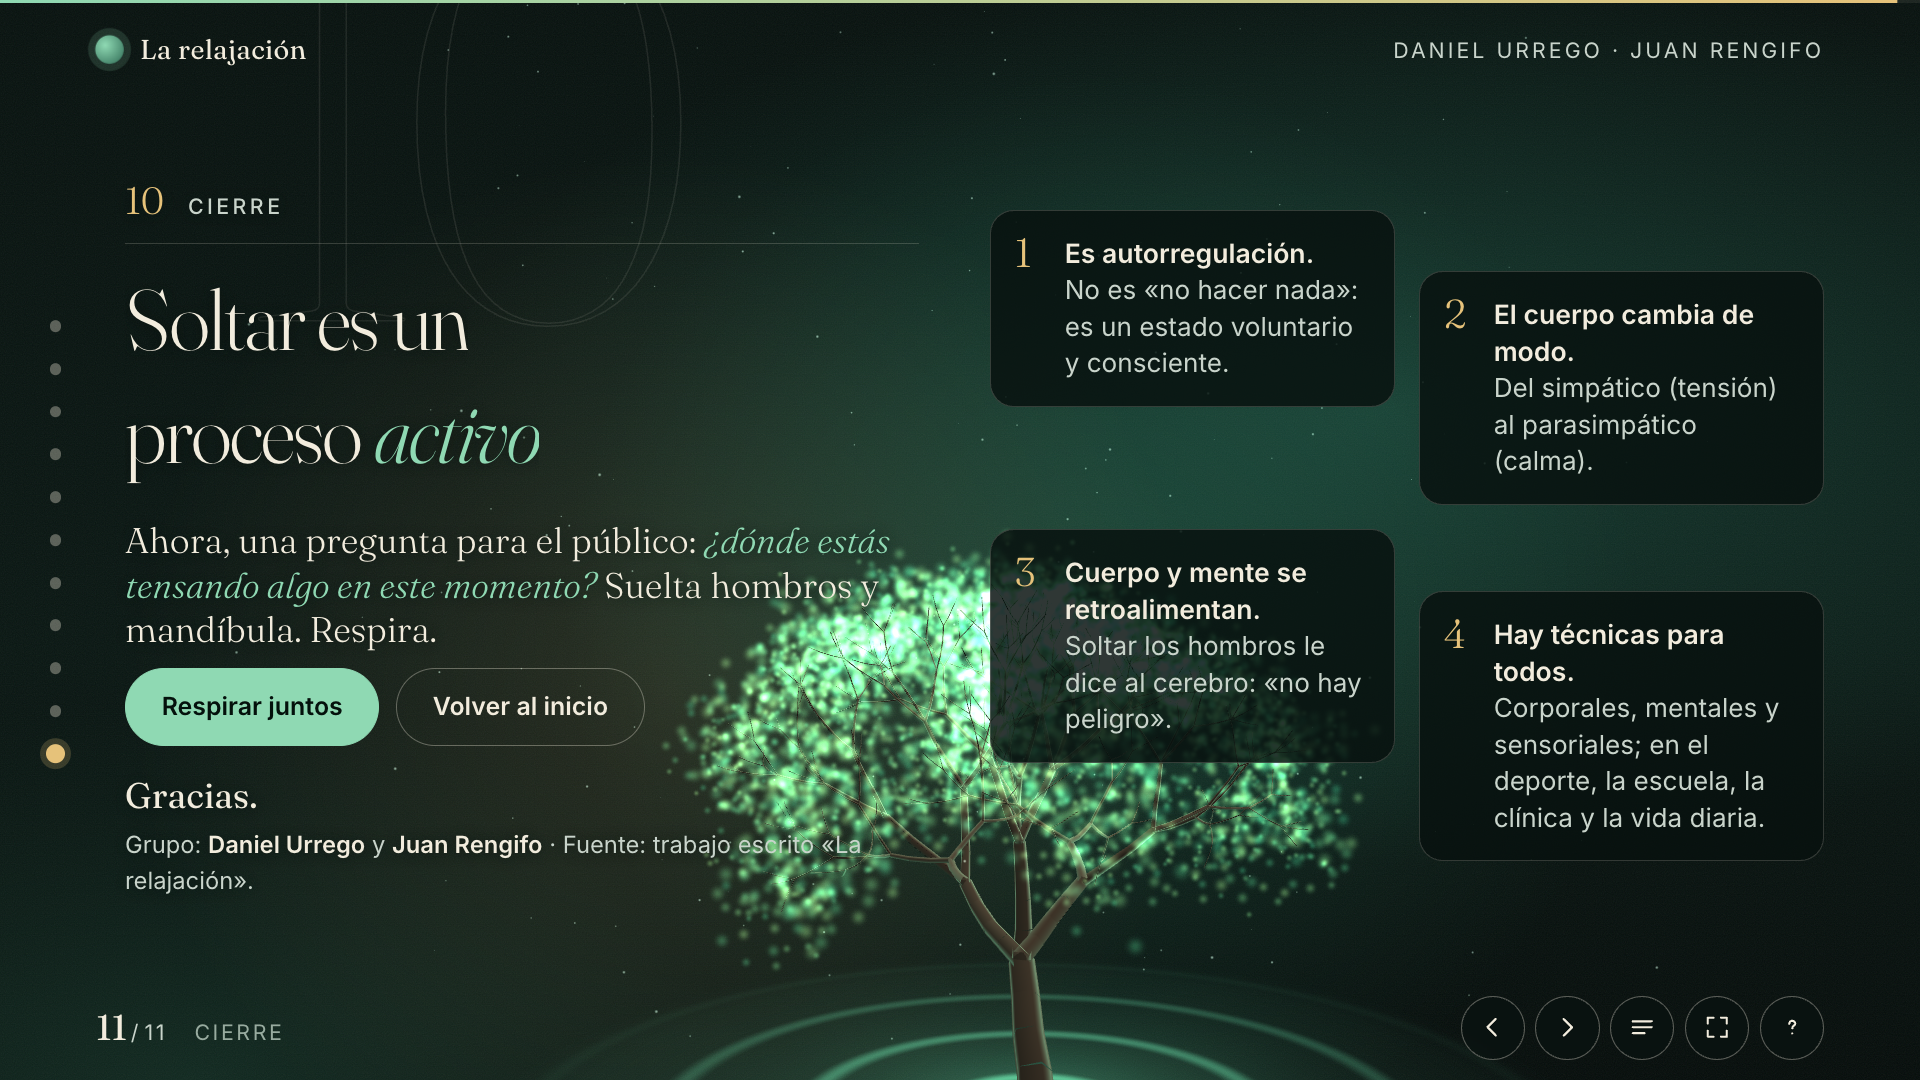 La relajación
DANIEL URREGO · JUAN RENGIFO
10
10 CIERRE
Soltar es un
proceso activo
Ahora, una pregunta para el público: ¿dónde estás
tensando algo en este momento? Suelta hombros y
mandíbula. Respira.
Respirar juntos
Volver al inicio
Gracias.
Grupo: Daniel Urrego y Juan Rengifo · Fuente: trabajo escrito «La
relajación».
1
Es autorregulación.
No es «no hacer nada»:
es un estado voluntario
y consciente.
2
El cuerpo cambia de
modo.
Del simpático (tensión)
al parasimpático
(calma).
3
Cuerpo y mente se
retroalimentan.
Soltar los hombros le
dice al cerebro: «no hay
peligro».
4
Hay técnicas para
todos.
Corporales, mentales y
sensoriales; en el
deporte, la escuela, la
clínica y la vida diaria.
11 / 11 CIERRE
?